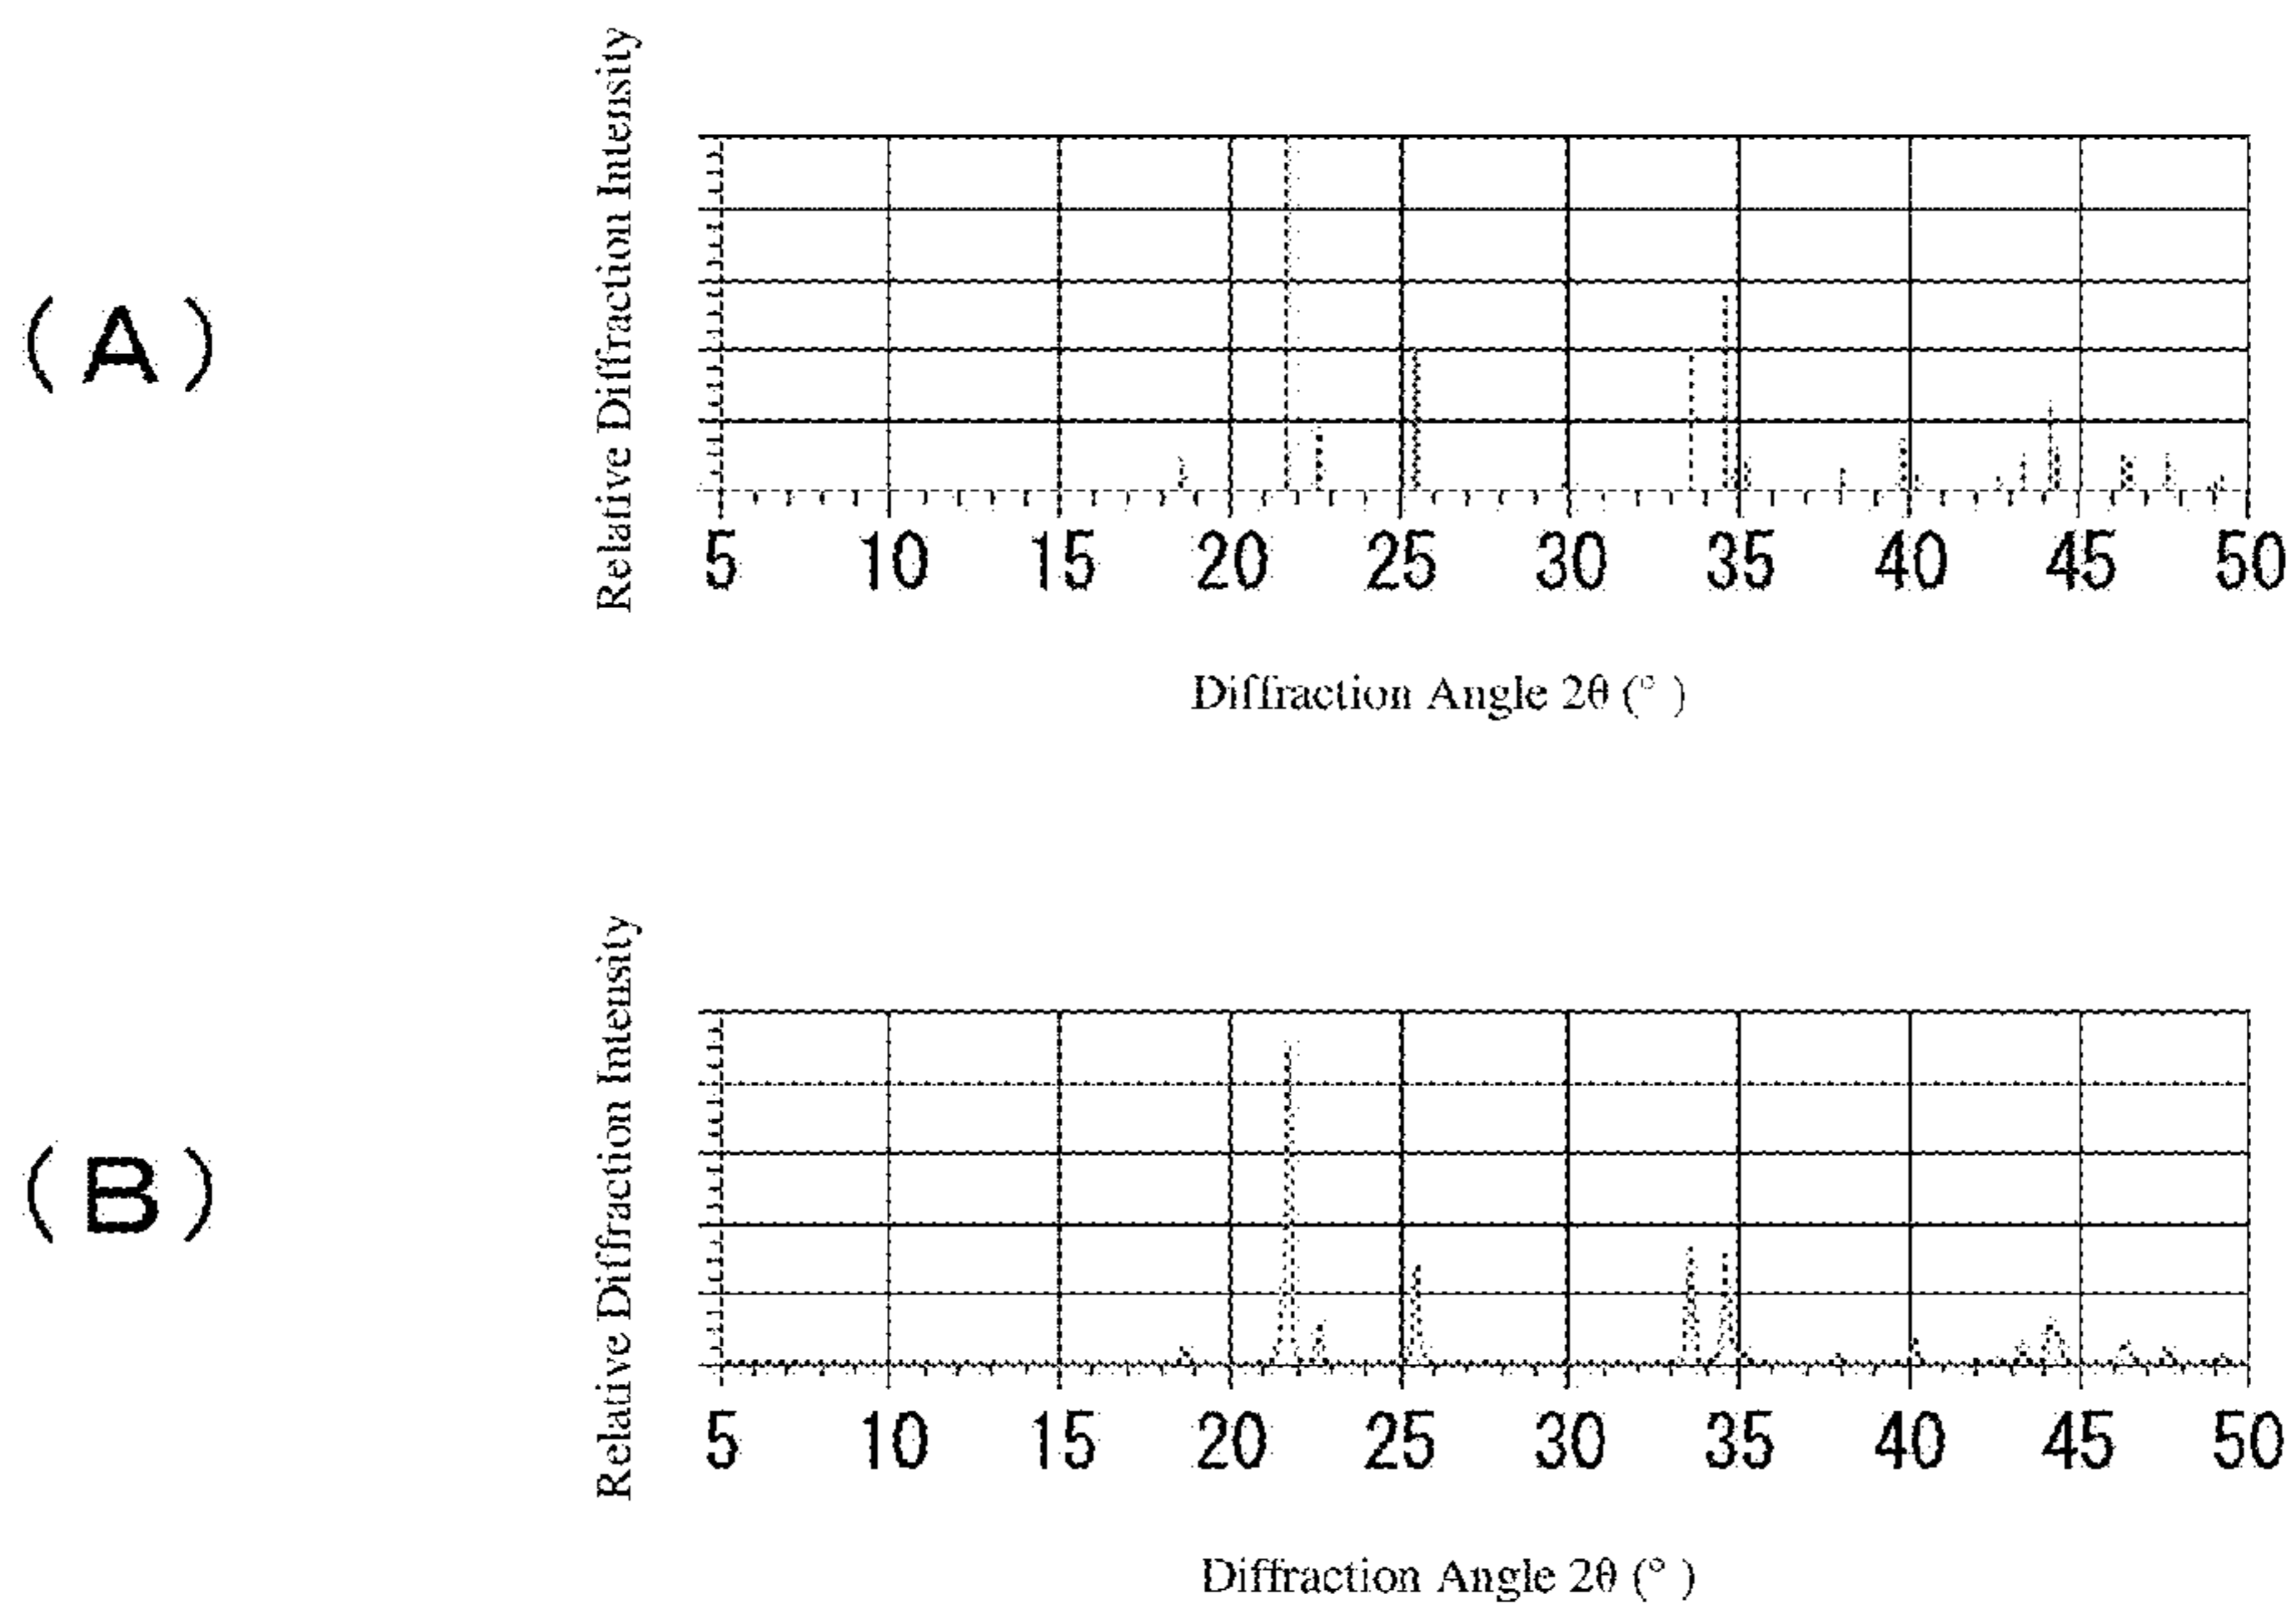 (A)
Relative Diffraction Intensity
5 10 15 20 25 30 35 40 45 50
Diffraction Angle 2θ (° )
(B)
Relative Diffraction Intensity
5 10 15 20 25 30 35 40 45 50
Diffraction Angle 2θ (° )